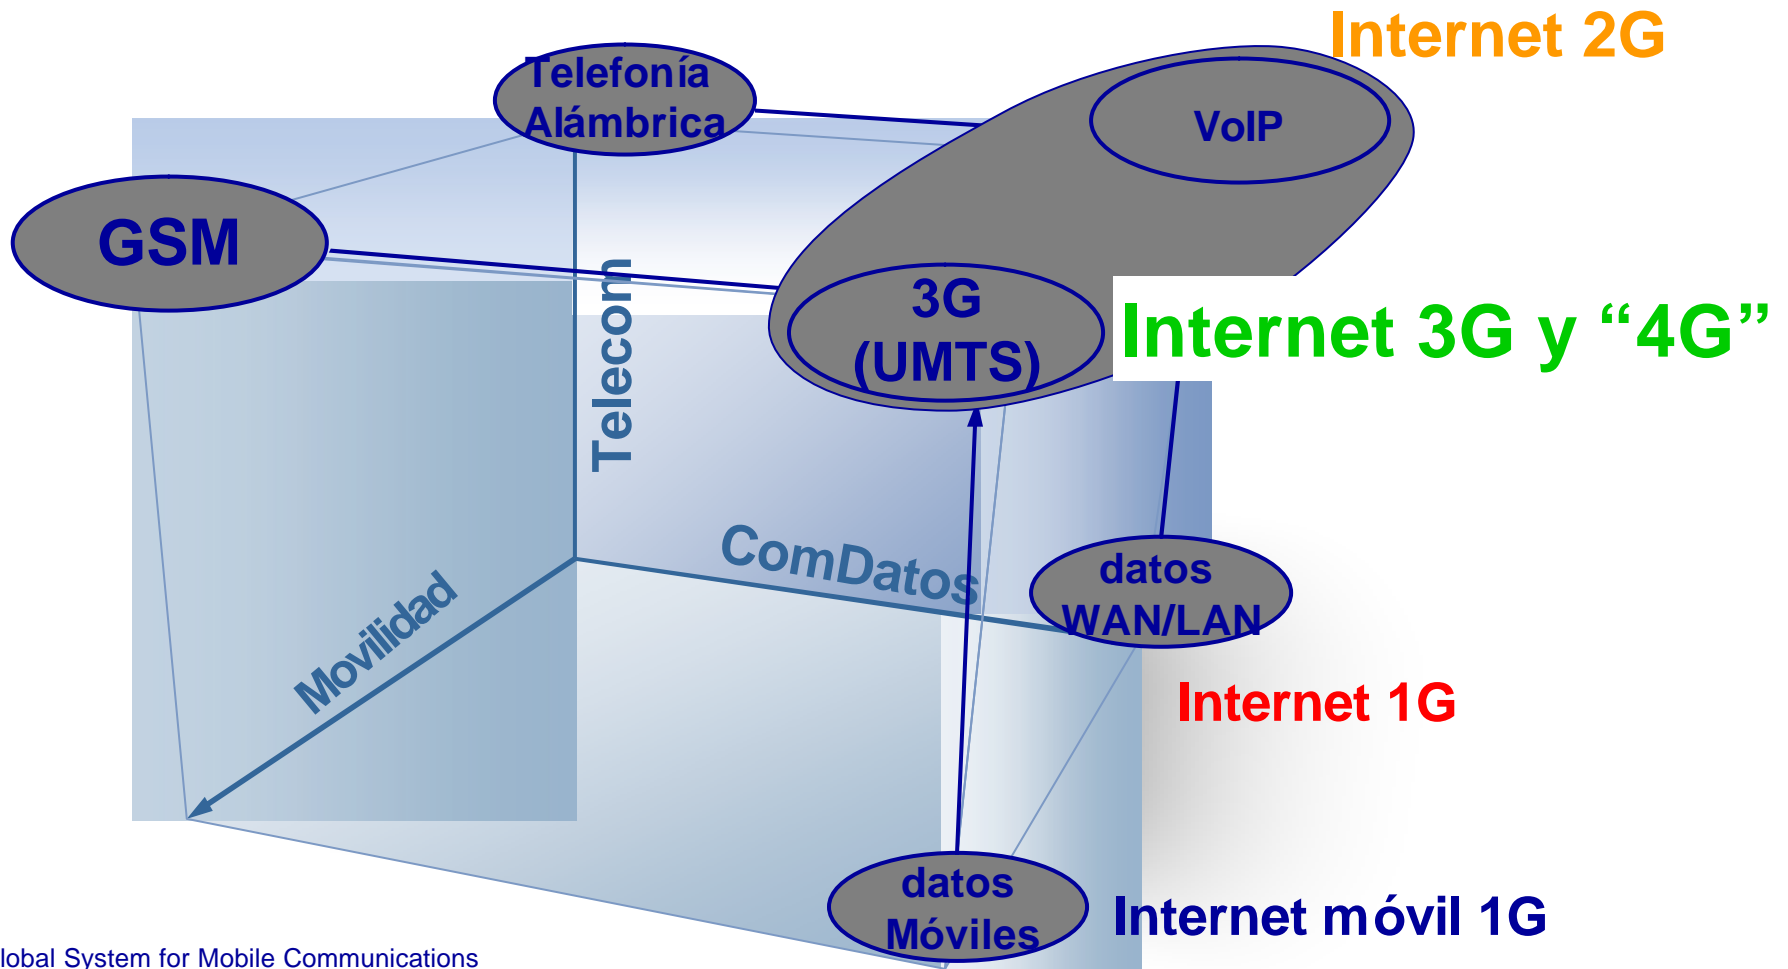 Internet 2G
Telefonía
Alámbrica
VoIP
GSM
Telecom
3G
(UMTS)
Internet 3G y “4G”
ComDatos
datos
WAN/LAN
Movilidad
Internet 1G
datos
Móviles
Internet móvil 1G
lobal System for Mobile Communications